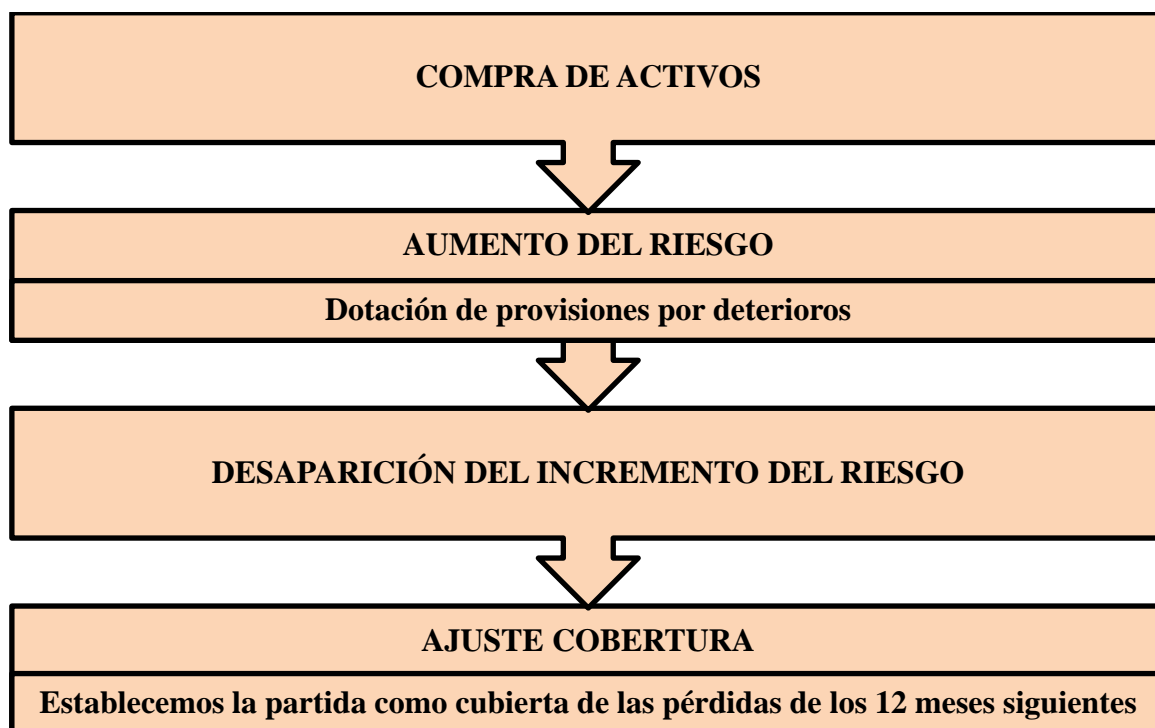 COMPRA DE ACTIVOS
AUMENTO DEL RIESGO
Dotación de provisiones por deterioros
DESAPARICIÓN DEL INCREMENTO DEL RIESGO
AJUSTE COBERTURA
Establecemos la partida como cubierta de las pérdidas de los 12 meses siguientes